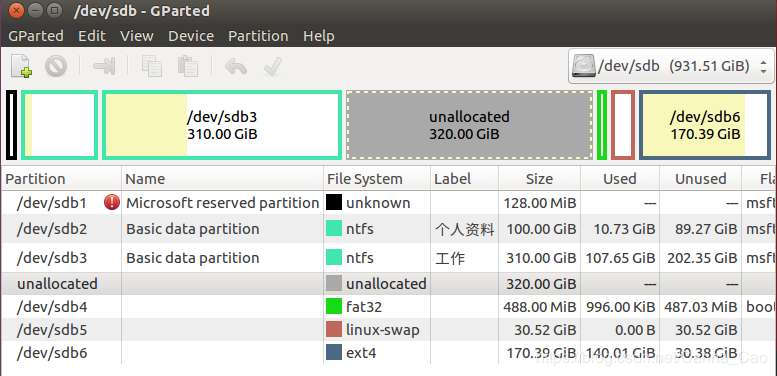 /dev/sdb - GParted
GParted Edit View Device Partition Help
/dev/sdb (931.51 GiB)
/dev/sdb3
310.00 GiB
unallocated
320.00 GiB
/dev/sdb6
170.39 GiB
Partition Name File System Label Size Used Unused Fla
/dev/sdb1 Microsoft reserved partition unknown 128.00 MiB --- --- msft
/dev/sdb2 Basic data partition ntfs 个人资料 100.00 GiB 10.73 GiB 89.27 GiB msft
/dev/sdb3 Basic data partition ntfs 工作 310.00 GiB 107.65 GiB 202.35 GiB msft
unallocated unallocated 320.00 GiB --- ---
/dev/sdb4 fat32 488.00 MiB 996.00 KiB 487.03 MiB boo
/dev/sdb5 linux-swap 30.52 GiB 0.00 B 30.52 GiB
/dev/sdb6 ext4 170.39 GiB 140.01 GiB 30.38 GiB